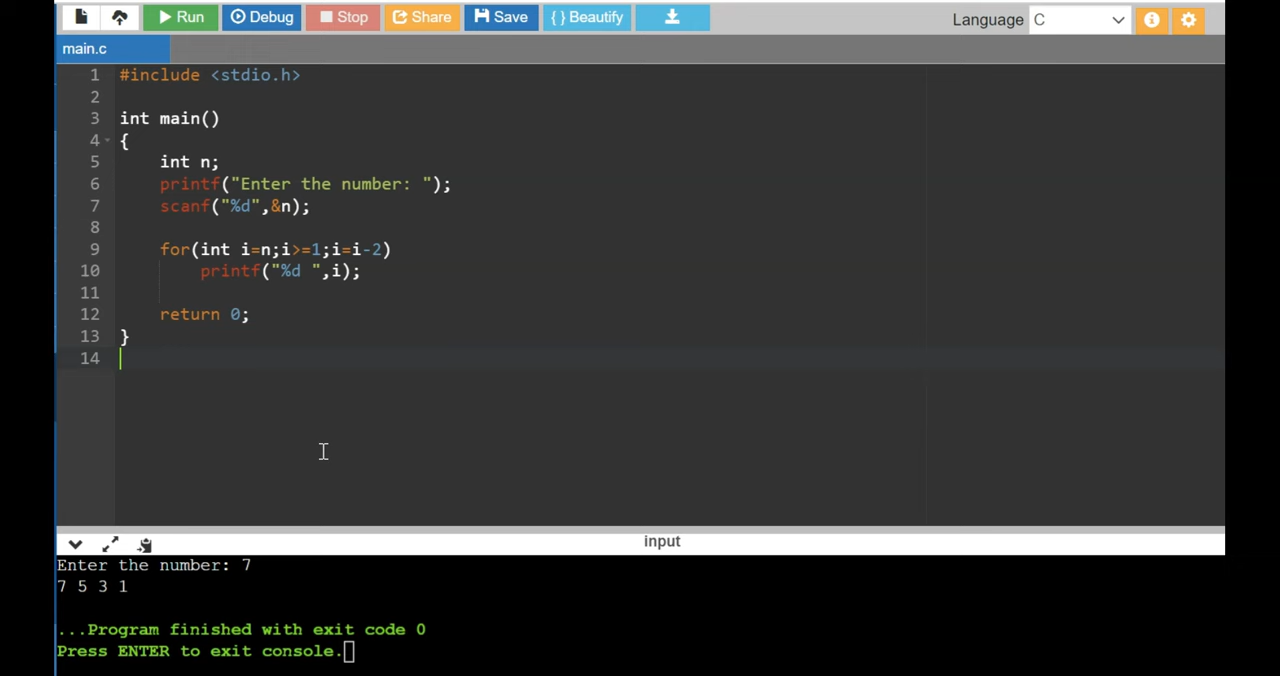 Run Debug Stop Share Save { } Beautify Language C
main.c
1 #include <stdio.h>
2
3 int main()
4 {
5     int n;
6     printf("Enter the number: ");
7     scanf("%d",&n);
8
9     for(int i=n;i>=1;i=i-2)
10         printf("%d ",i);
11
12     return 0;
13 }
14
input
Enter the number: 7
7 5 3 1
...Program finished with exit code 0
Press ENTER to exit console.